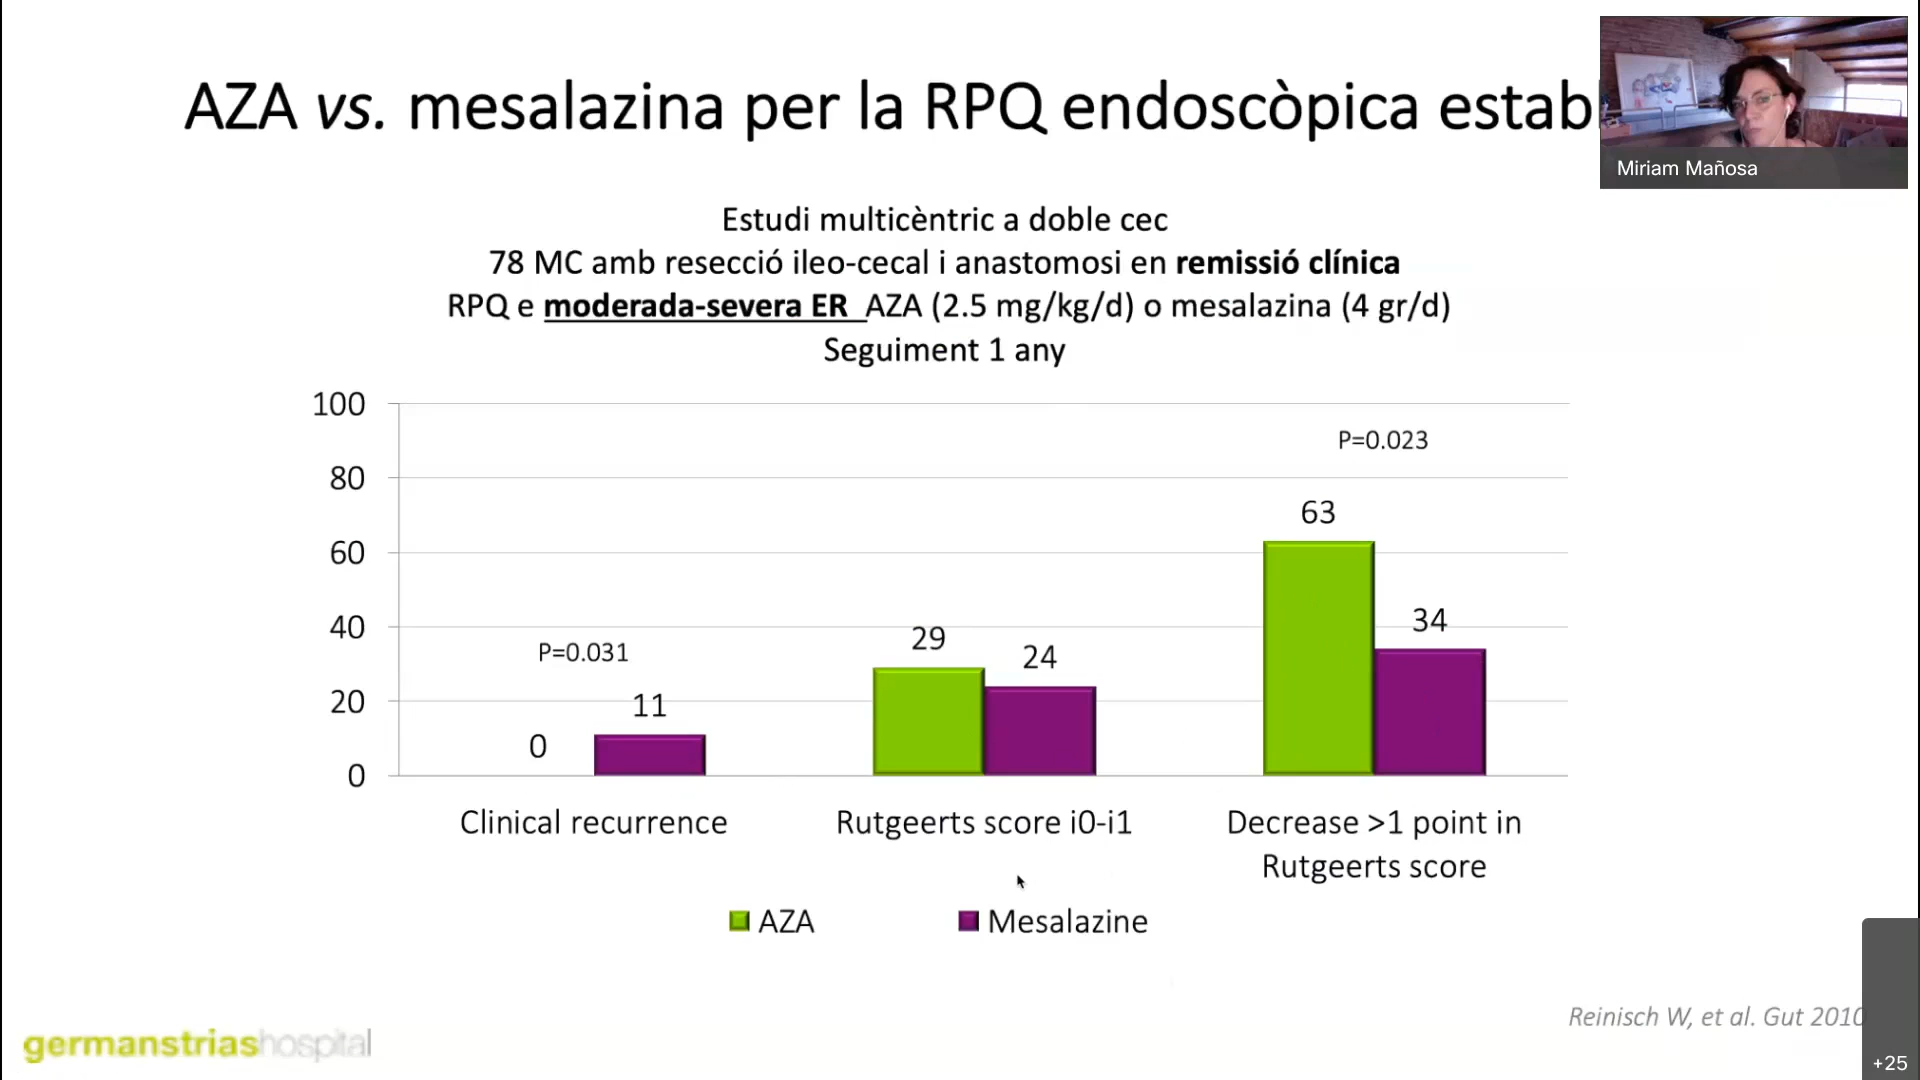 AZA vs. mesalazina per la RPQ endoscòpica estab
Miriam Mañosa
Estudi multicèntric a doble cec
78 MC amb resecció ileo-cecal i anastomosi en remissió clínica
RPQ e moderada-severa ER AZA (2.5 mg/kg/d) o mesalazina (4 gr/d)
Seguiment 1 any
100
80
60
40
20
0
P=0.031
0
11
29
24
P=0.023
63
34
Clinical recurrence
Rutgeerts score i0-i1
Decrease >1 point in
Rutgeerts score
AZA
Mesalazine
Reinisch W, et al. Gut 2010
germanstriashospital
+25